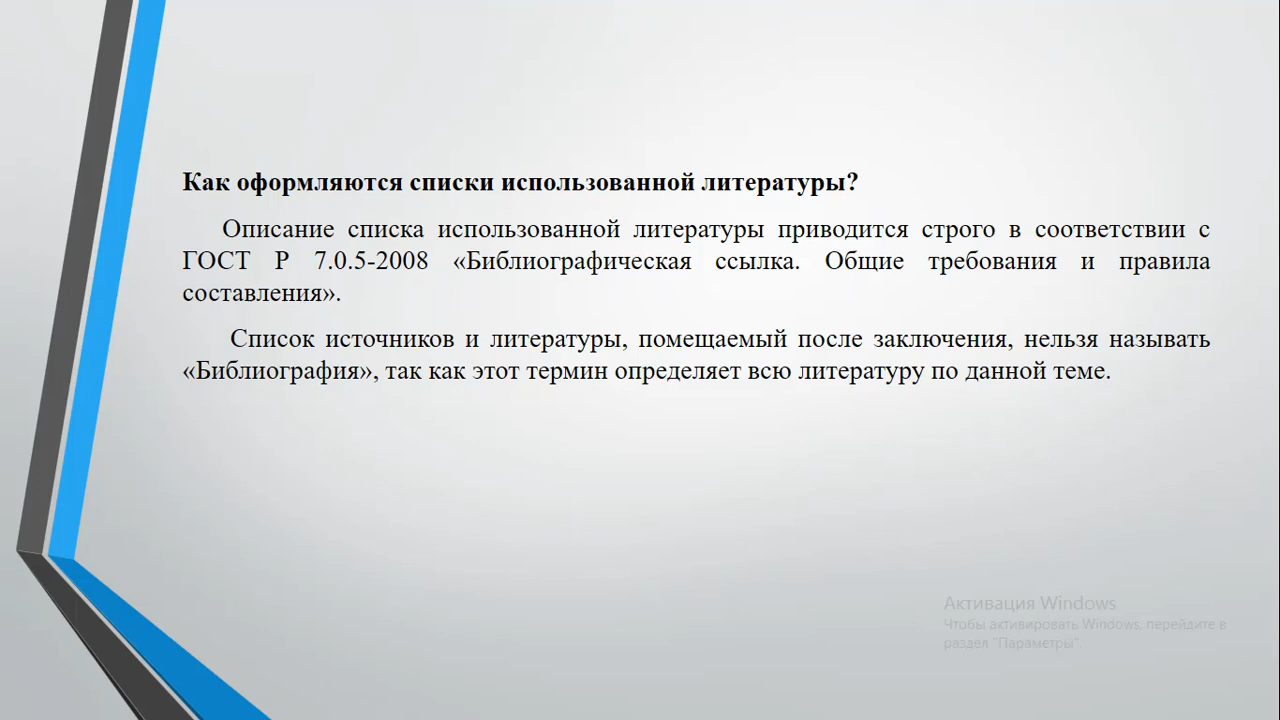 Как оформляются списки использованной литературы?
Описание списка использованной литературы приводится строго в соответствии с
ГОСТ Р 7.0.5-2008 «Библиографическая ссылка. Общие требования и правила
составления».
Список источников и литературы, помещаемый после заключения, нельзя называть
«Библиография», так как этот термин определяет всю литературу по данной теме.
Активация Windows
Чтобы активировать Windows, перейдите в
раздел "Параметры".